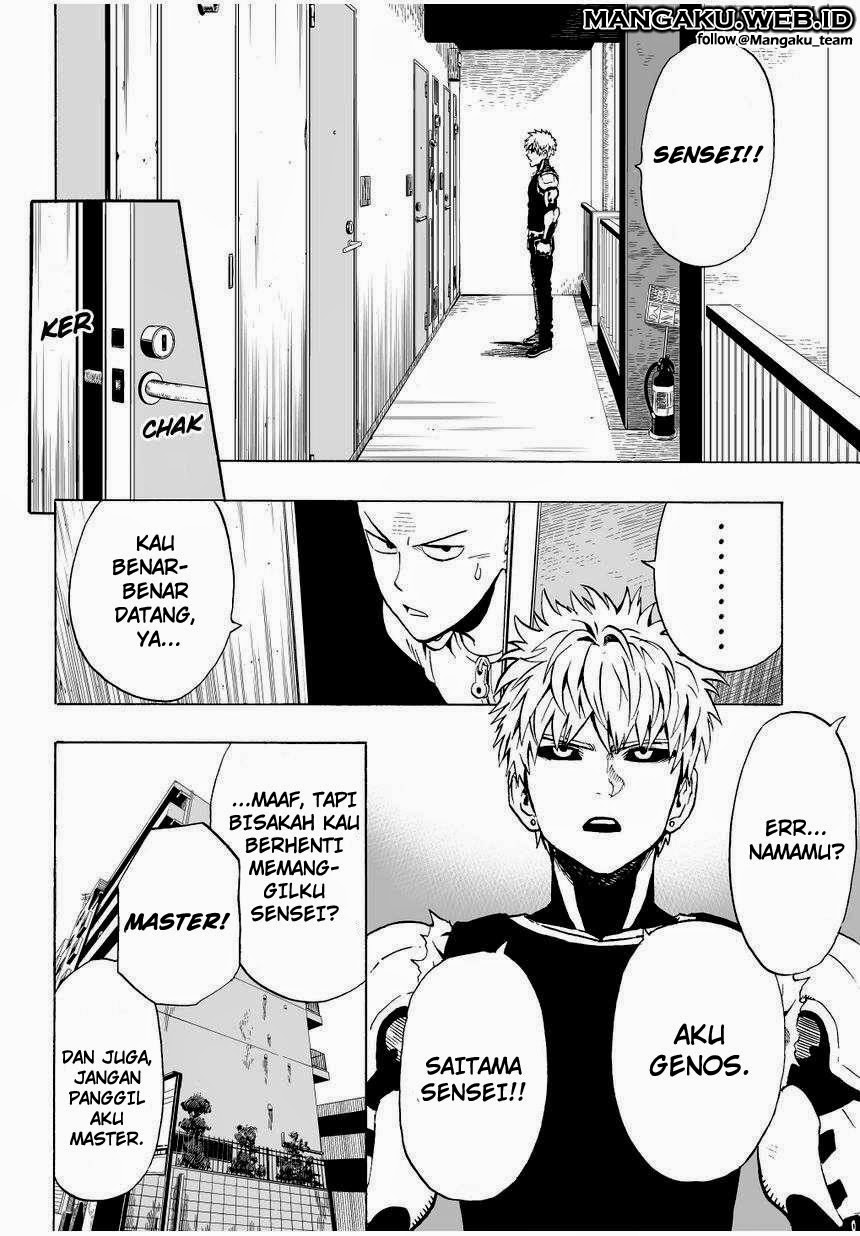 MANGAKU.WEB.ID
follow@Mangaku_team
SENSEI!!
KER
CHAK
.......
KAU
BENAR-
BENAR
DATANG,
YA...
ERR...
NAMAMU?
AKU
GENOS.
SAITAMA
SENSEI!!
...MAAF, TAPI
BISAKAH KAU
BERHENTI
MEMANG-
GILKU
SENSEI?
MASTER!
DAN JUGA,
JANGAN
PANGGIL
AKU
MASTER.